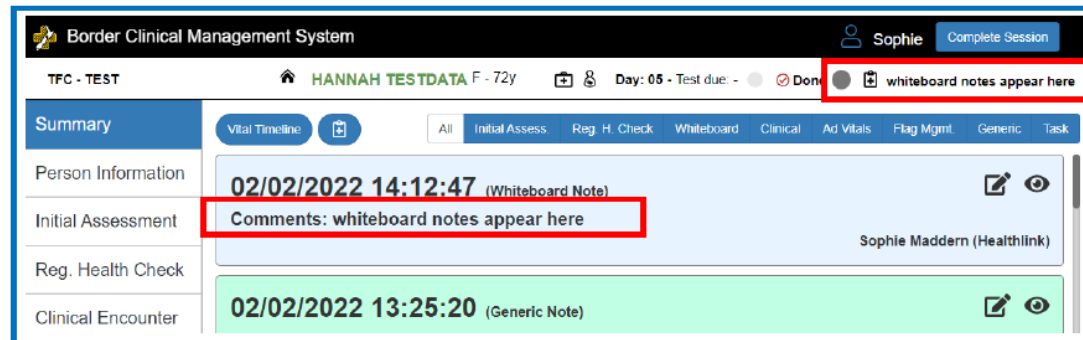 Border Clinical Management System Sophie Complete Session
TFC - TEST HANNAH TESTDATA F - 72y Day: 05 - Test due: - Done whiteboard notes appear here
Summary
Person Information
Initial Assessment
Reg. Health Check
Clinical Encounter
Vital Timeline All Initial Assess. Reg. H. Check Whiteboard Clinical Ad Vitals Flag Mgmt. Generic Task
02/02/2022 14:12:47 (Whiteboard Note)
Comments: whiteboard notes appear here
Sophie Maddern (Healthlink)
02/02/2022 13:25:20 (Generic Note)